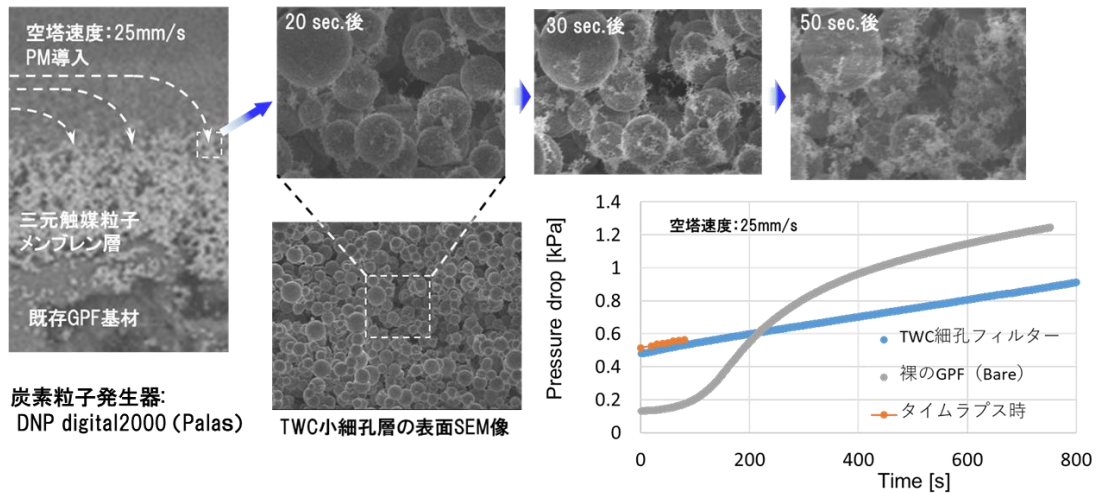 空塔速度：25mm/s
PM導入
三元触媒粒子
メンブレン層
既存GPF基材
炭素粒子発生器:
DNP digital2000（Palas）
20 sec.後
30 sec.後
50 sec.後
TWC小細孔層の表面SEM像
Pressure drop [kPa]
1.4
1.2
1
0.8
0.6
0.4
0.2
0
空塔速度：25mm/s
TWC細孔フィルター
裸のGPF（Bare）
タイムラプス時
0
200
400
600
800
Time [s]